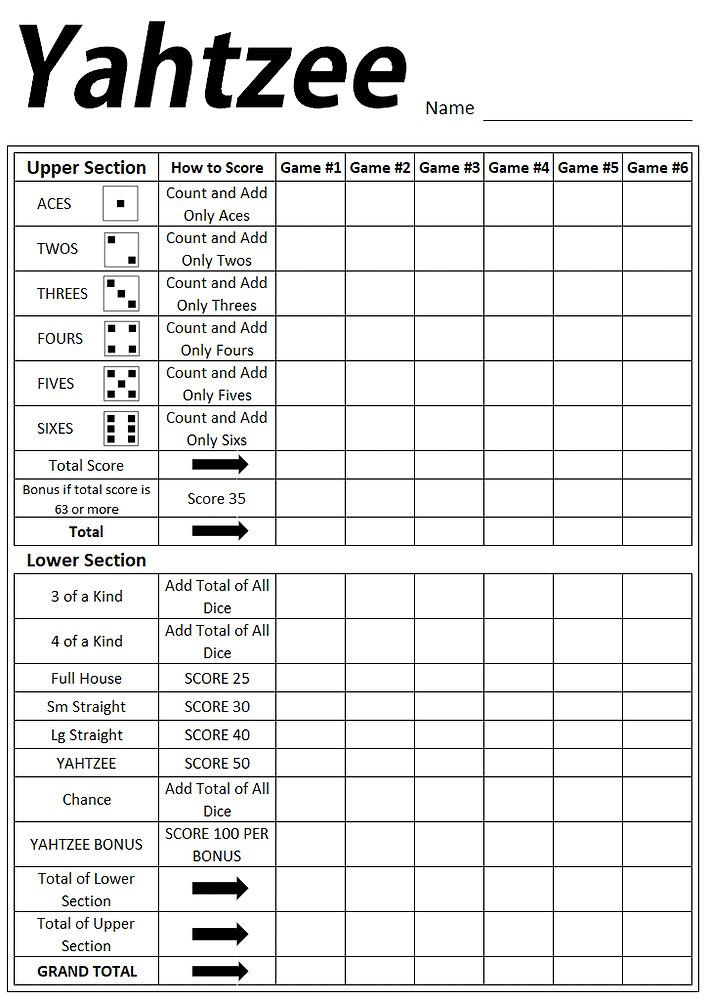 Yahtzee
Name
Upper Section How to Score Game #1 Game #2 Game #3 Game #4 Game #5 Game #6
ACES Count and Add
Only Aces
TWOS Count and Add
Only Twos
THREES Count and Add
Only Threes
FOURS Count and Add
Only Fours
FIVES Count and Add
Only Fives
SIXES Count and Add
Only Sixs
Total Score
Bonus if total score is
63 or more
Score 35
Total
Lower Section
3 of a Kind Add Total of All
Dice
4 of a Kind Add Total of All
Dice
Full House SCORE 25
Sm Straight SCORE 30
Lg Straight SCORE 40
YAHTZEE SCORE 50
Chance Add Total of All
Dice
YAHTZEE BONUS SCORE 100 PER
BONUS
Total of Lower
Section
Total of Upper
Section
GRAND TOTAL